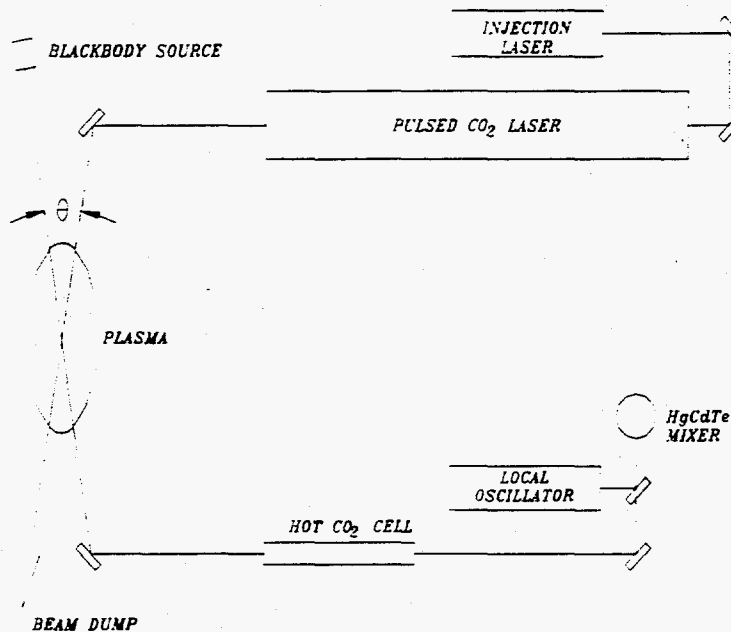 INJECTION
LASER
BLACKBODY SOURCE
PULSED CO₂ LASER
θ
PLASMA
HgCdTe
MIXER
LOCAL
OSCILLATOR
HOT CO₂ CELL
BEAM DUMP